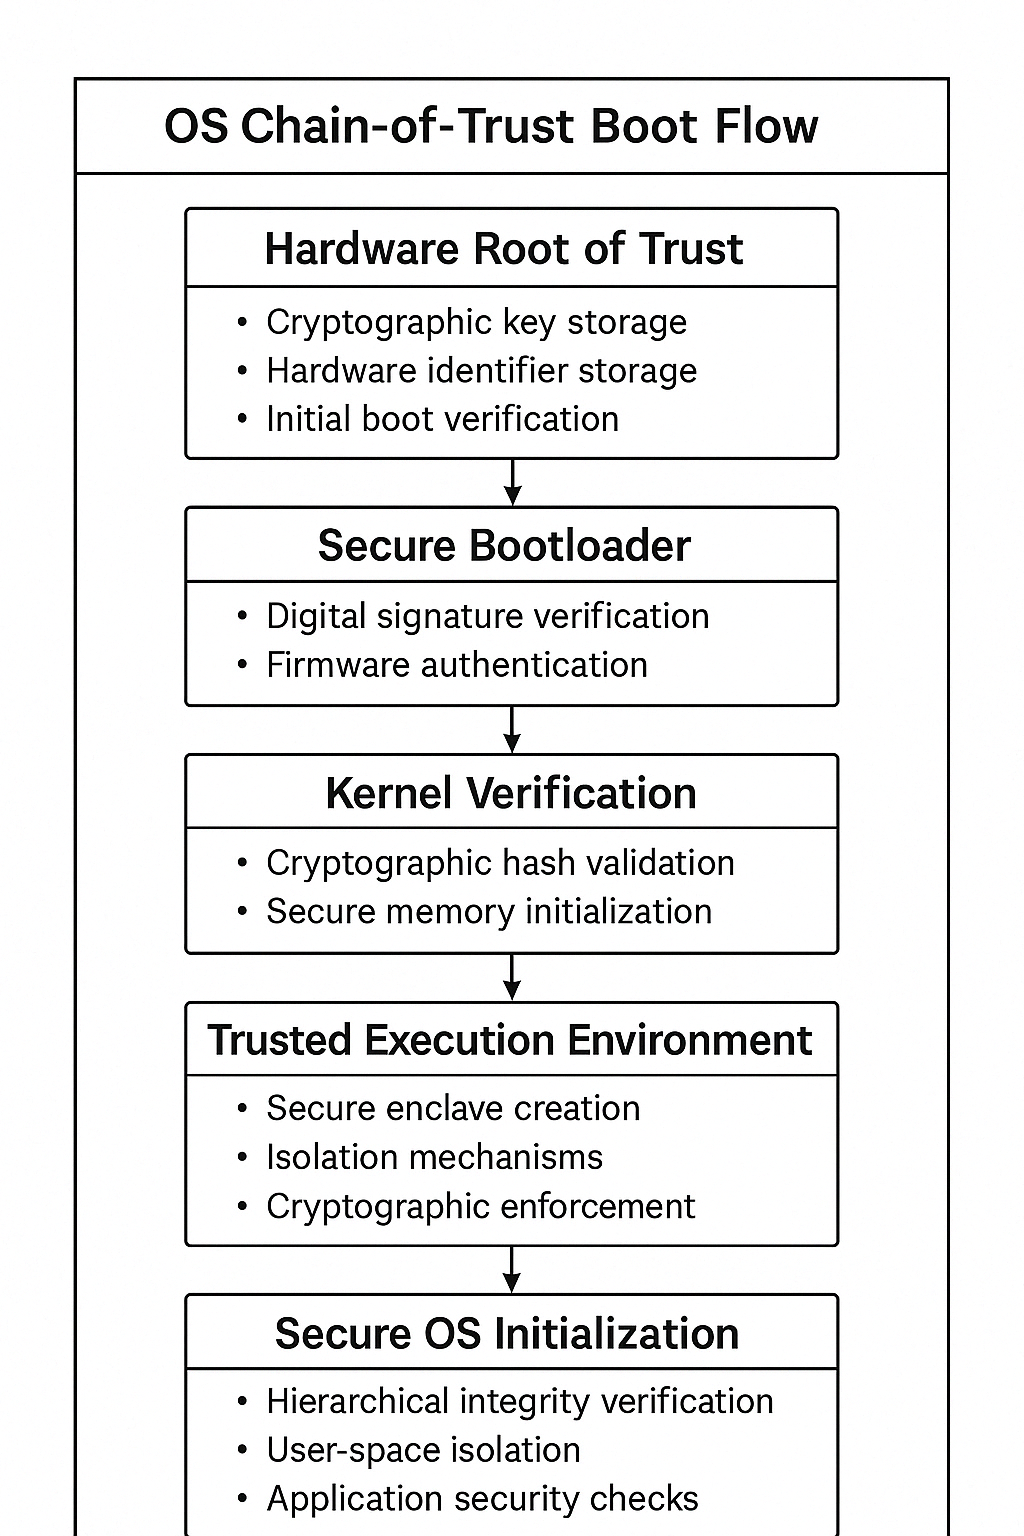 OS Chain-of-Trust Boot Flow
Hardware Root of Trust
• Cryptographic key storage
• Hardware identifier storage
• Initial boot verification
Secure Bootloader
• Digital signature verification
• Firmware authentication
Kernel Verification
• Cryptographic hash validation
• Secure memory initialization
Trusted Execution Environment
• Secure enclave creation
• Isolation mechanisms
• Cryptographic enforcement
Secure OS Initialization
• Hierarchical integrity verification
• User-space isolation
• Application security checks